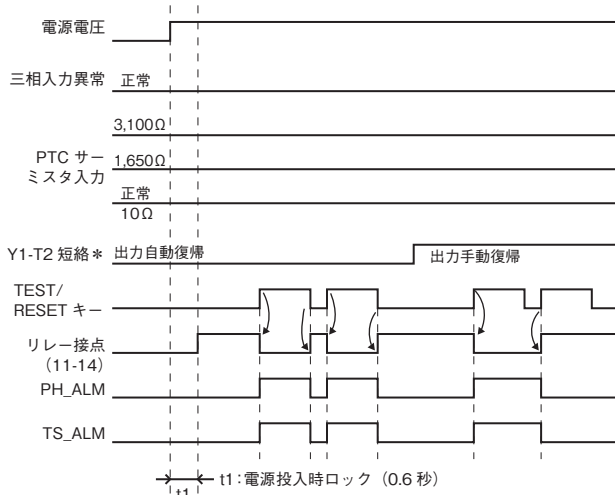 電源電圧
三相入力異常 正常
3,100Ω
PTC サー
ミスタ入力
1,650Ω
正常
10Ω
Y1-T2 短絡* 出力自動復帰 出力手動復帰
TEST/
RESET キー
リレー接点
(11-14)
PH_ALM
TS_ALM
t1:電源投入時ロック(0.6 秒)
t1